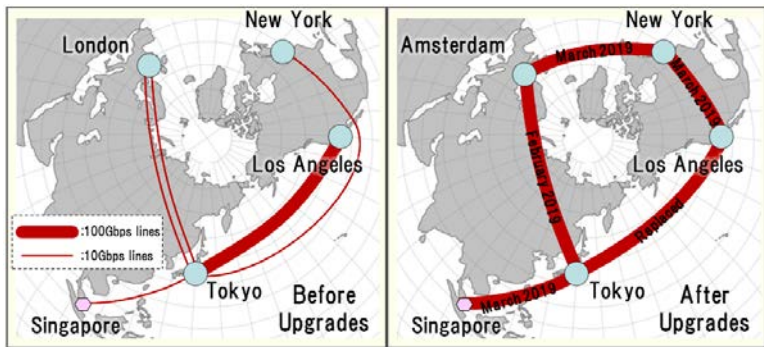 New York
London
Los Angeles
:100Gbps lines
:10Gbps lines
Tokyo
Singapore
Before
Upgrades
New York
Amsterdam
March 2019
March 2019
February 2019
Los Angeles
Replaced
Tokyo
March 2019
Singapore
After
Upgrades